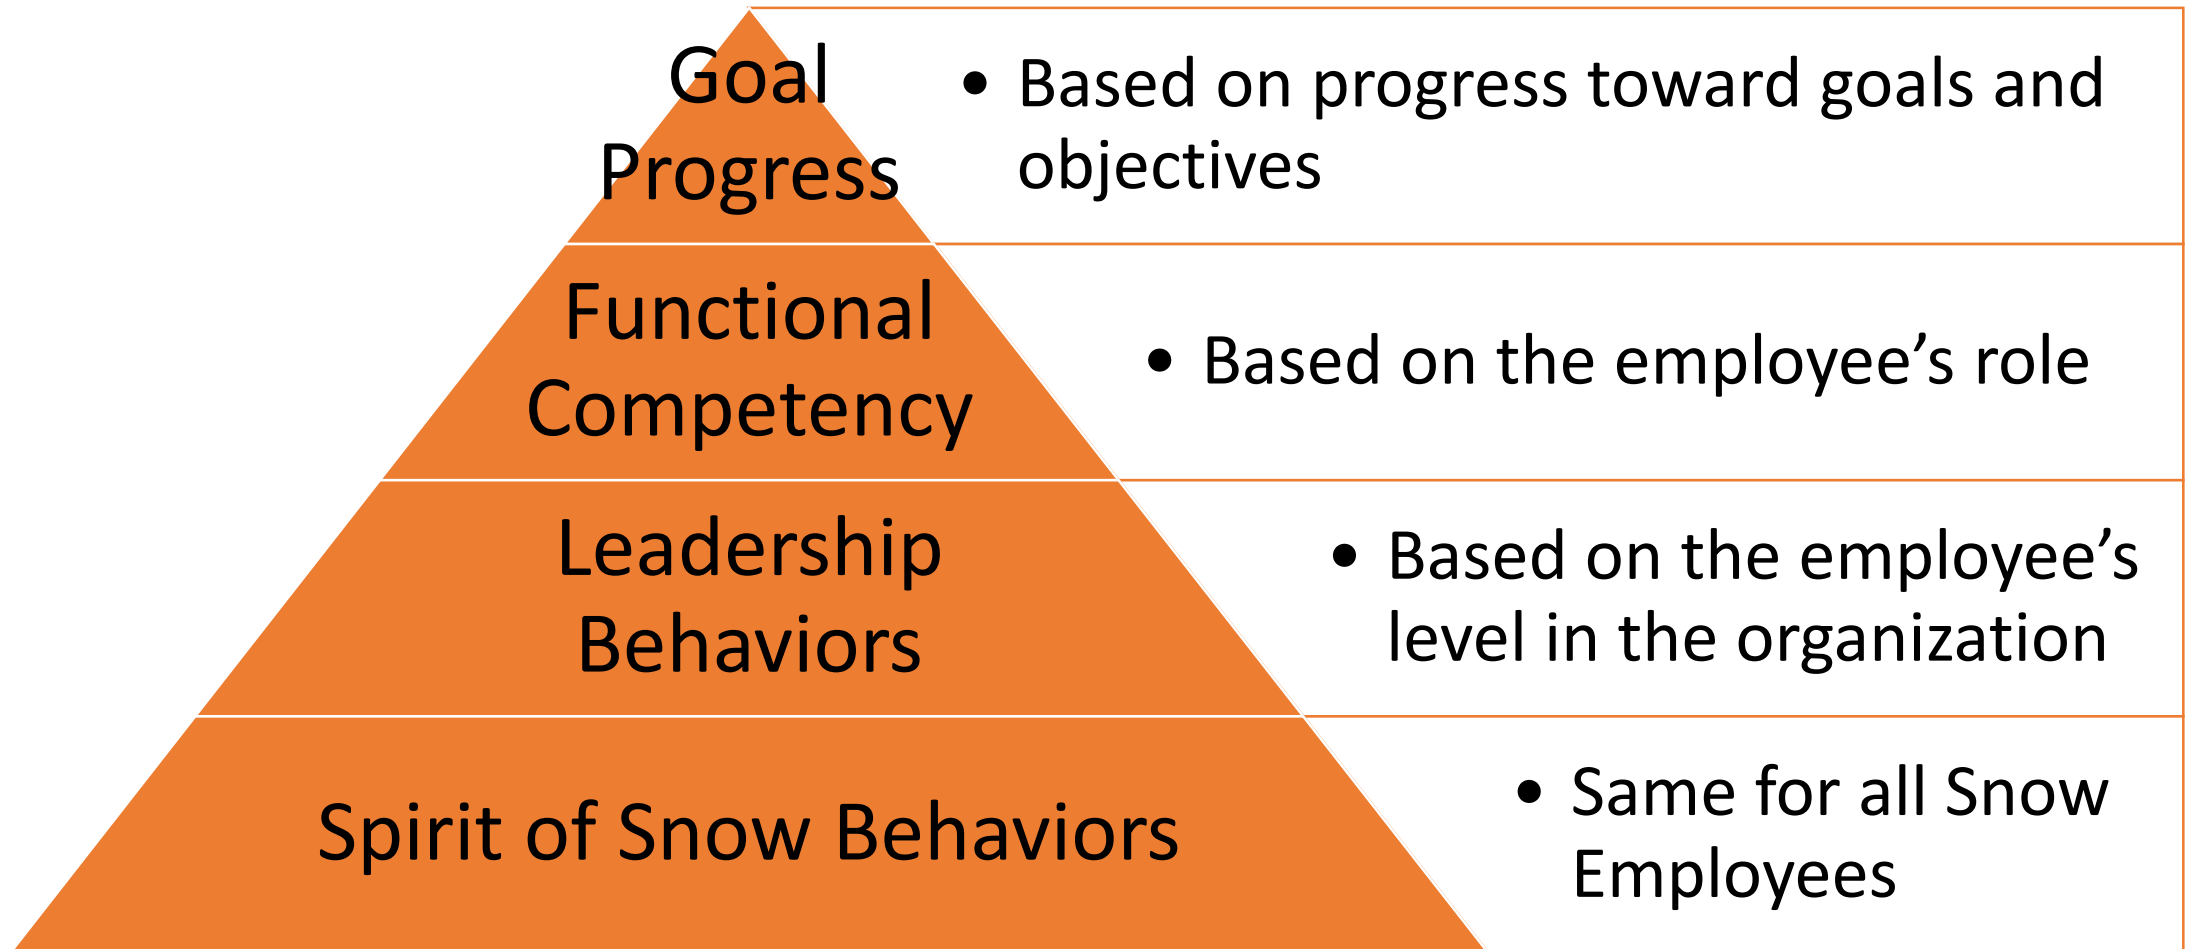 Goal
Progress
• Based on progress toward goals and
objectives
Functional
Competency
• Based on the employee’s role
Leadership
Behaviors
• Based on the employee’s
level in the organization
Spirit of Snow Behaviors
• Same for all Snow
Employees